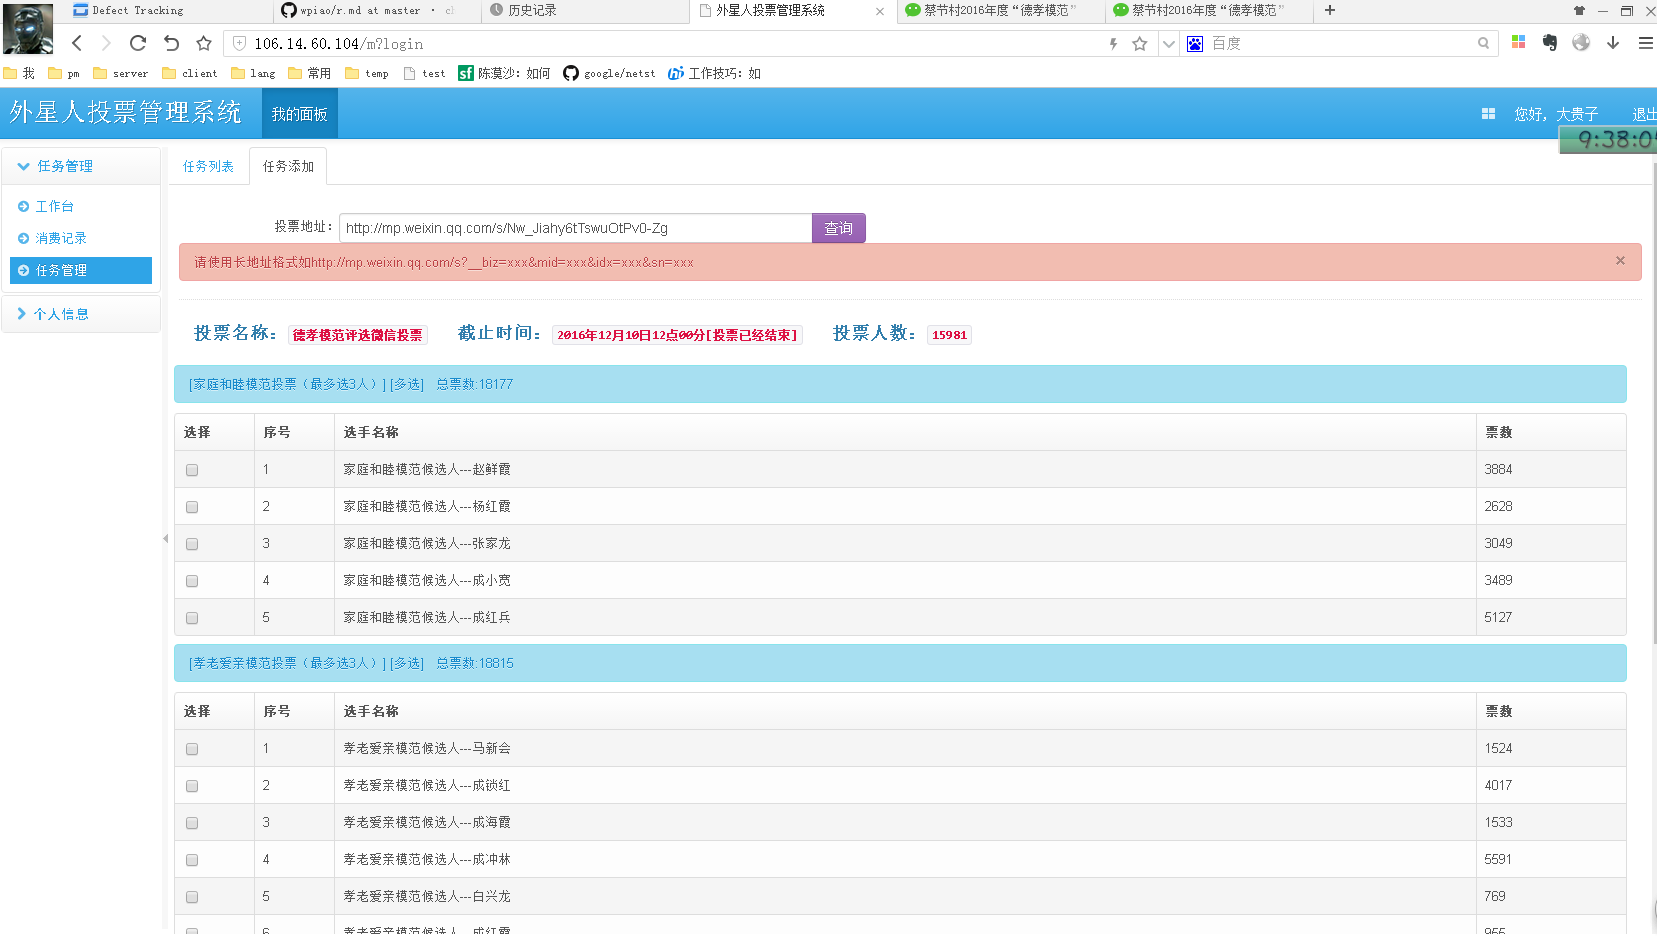 Defect Tracking
wpiao/r.md at master · cl
历史记录
外星人投票管理系统
蔡节村2016年度“德孝模范”
蔡节村2016年度“德孝模范”
106.14.60.104/m?login
百度
我 pm server client lang 常用 temp test 陈漠沙：如何 google/netst 工作技巧：如
外星人投票管理系统 我的面板 您好，大贵子 退出
9:38:0
任务管理
工作台
消费记录
任务管理
个人信息
任务列表 任务添加
投票地址： http://mp.weixin.qq.com/s/Nw_Jiahy6tTswuOtPv0-Zg 查询
请使用长地址格式如http://mp.weixin.qq.com/s?__biz=xxx&mid=xxx&idx=xxx&sn=xxx ×
投票名称： 德孝模范评选微信投票 截止时间： 2016年12月10日12点00分[投票已经结束] 投票人数： 15981
[家庭和睦模范投票（最多选3人）] [多选] 总票数:18177
选择 序号 选手名称 票数
1 家庭和睦模范候选人---赵鲜霞 3884
2 家庭和睦模范候选人---杨红霞 2628
3 家庭和睦模范候选人---张家龙 3049
4 家庭和睦模范候选人---成小宽 3489
5 家庭和睦模范候选人---成红兵 5127
[孝老爱亲模范投票（最多选3人）] [多选] 总票数:18815
选择 序号 选手名称 票数
1 孝老爱亲模范候选人---马新会 1524
2 孝老爱亲模范候选人---成锁红 4017
3 孝老爱亲模范候选人---成海霞 1533
4 孝老爱亲模范候选人---成冲林 5591
5 孝老爱亲模范候选人---白兴龙 769
6 孝老爱亲模范候选人---成红霞 955